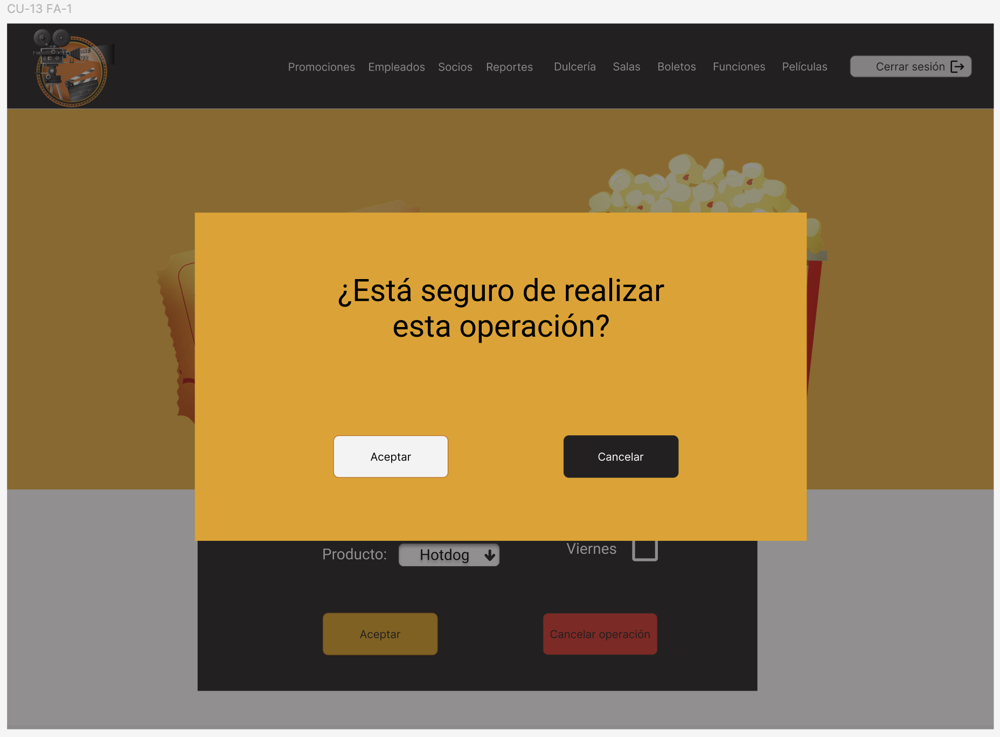 CU-13 FA-1
CINE
Promociones Empleados Socios Reportes Dulcería Salas Boletos Funciones Películas Cerrar sesión
¿Está seguro de realizar
esta operación?
Aceptar Cancelar
Producto: Hotdog Viernes
Aceptar Cancelar operación